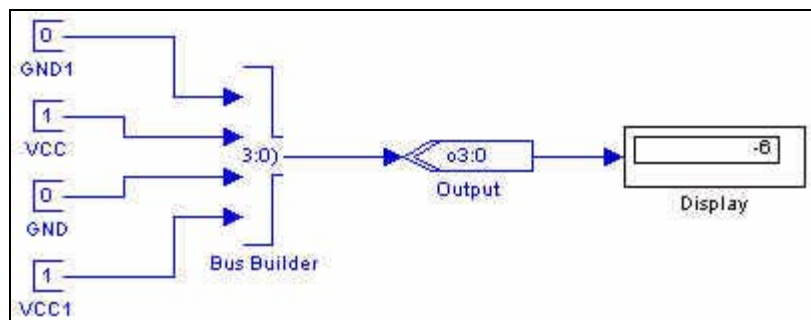 0
GND1
1
VCC
0
GND
1
VCC1
3:0)
Bus Builder
o3:0
Output
-6
Display